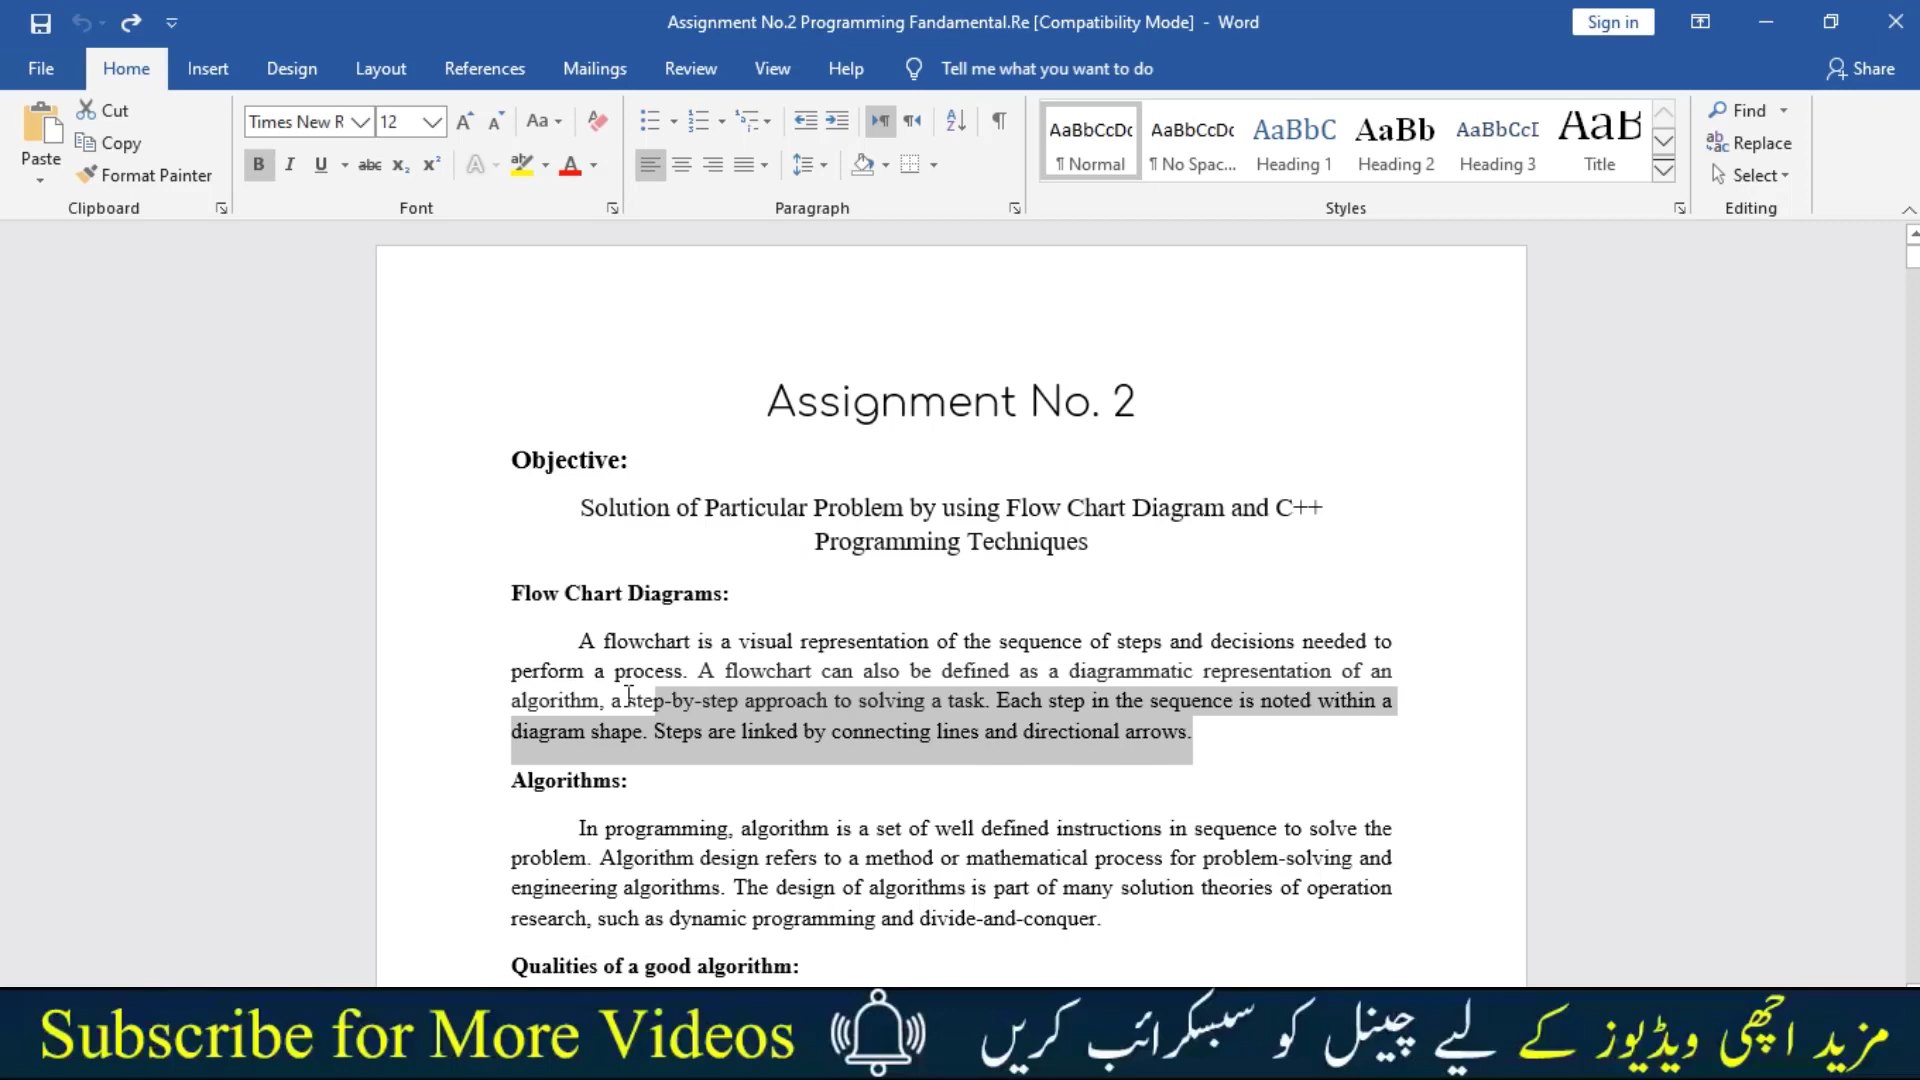 Assignment No.2 Programming Fandamental.Re [Compatibility Mode] - Word
Sign in
File Home Insert Design Layout References Mailings Review View Help Tell me what you want to do Share
Paste
Cut
Copy
Format Painter
Clipboard
Times New R 12
Aa
B I U abc x₂ x²
A
Font
Paragraph
AaBbCcDc AaBbCcDc AaBbC AaBb AaBbCcI AaB
¶ Normal ¶ No Spac... Heading 1 Heading 2 Heading 3 Title
Styles
Find
Replace
Select
Editing
Assignment No. 2
Objective:
Solution of Particular Problem by using Flow Chart Diagram and C++
Programming Techniques
Flow Chart Diagrams:
A flowchart is a visual representation of the sequence of steps and decisions needed to
perform a process. A flowchart can also be defined as a diagrammatic representation of an
algorithm, a step-by-step approach to solving a task. Each step in the sequence is noted within a
diagram shape. Steps are linked by connecting lines and directional arrows.
Algorithms:
In programming, algorithm is a set of well defined instructions in sequence to solve the
problem. Algorithm design refers to a method or mathematical process for problem-solving and
engineering algorithms. The design of algorithms is part of many solution theories of operation
research, such as dynamic programming and divide-and-conquer.
Qualities of a good algorithm:
Subscribe for More Videos
مزید اچھی ویڈیوز کے لیے چینل کو سبسکرائب کریں